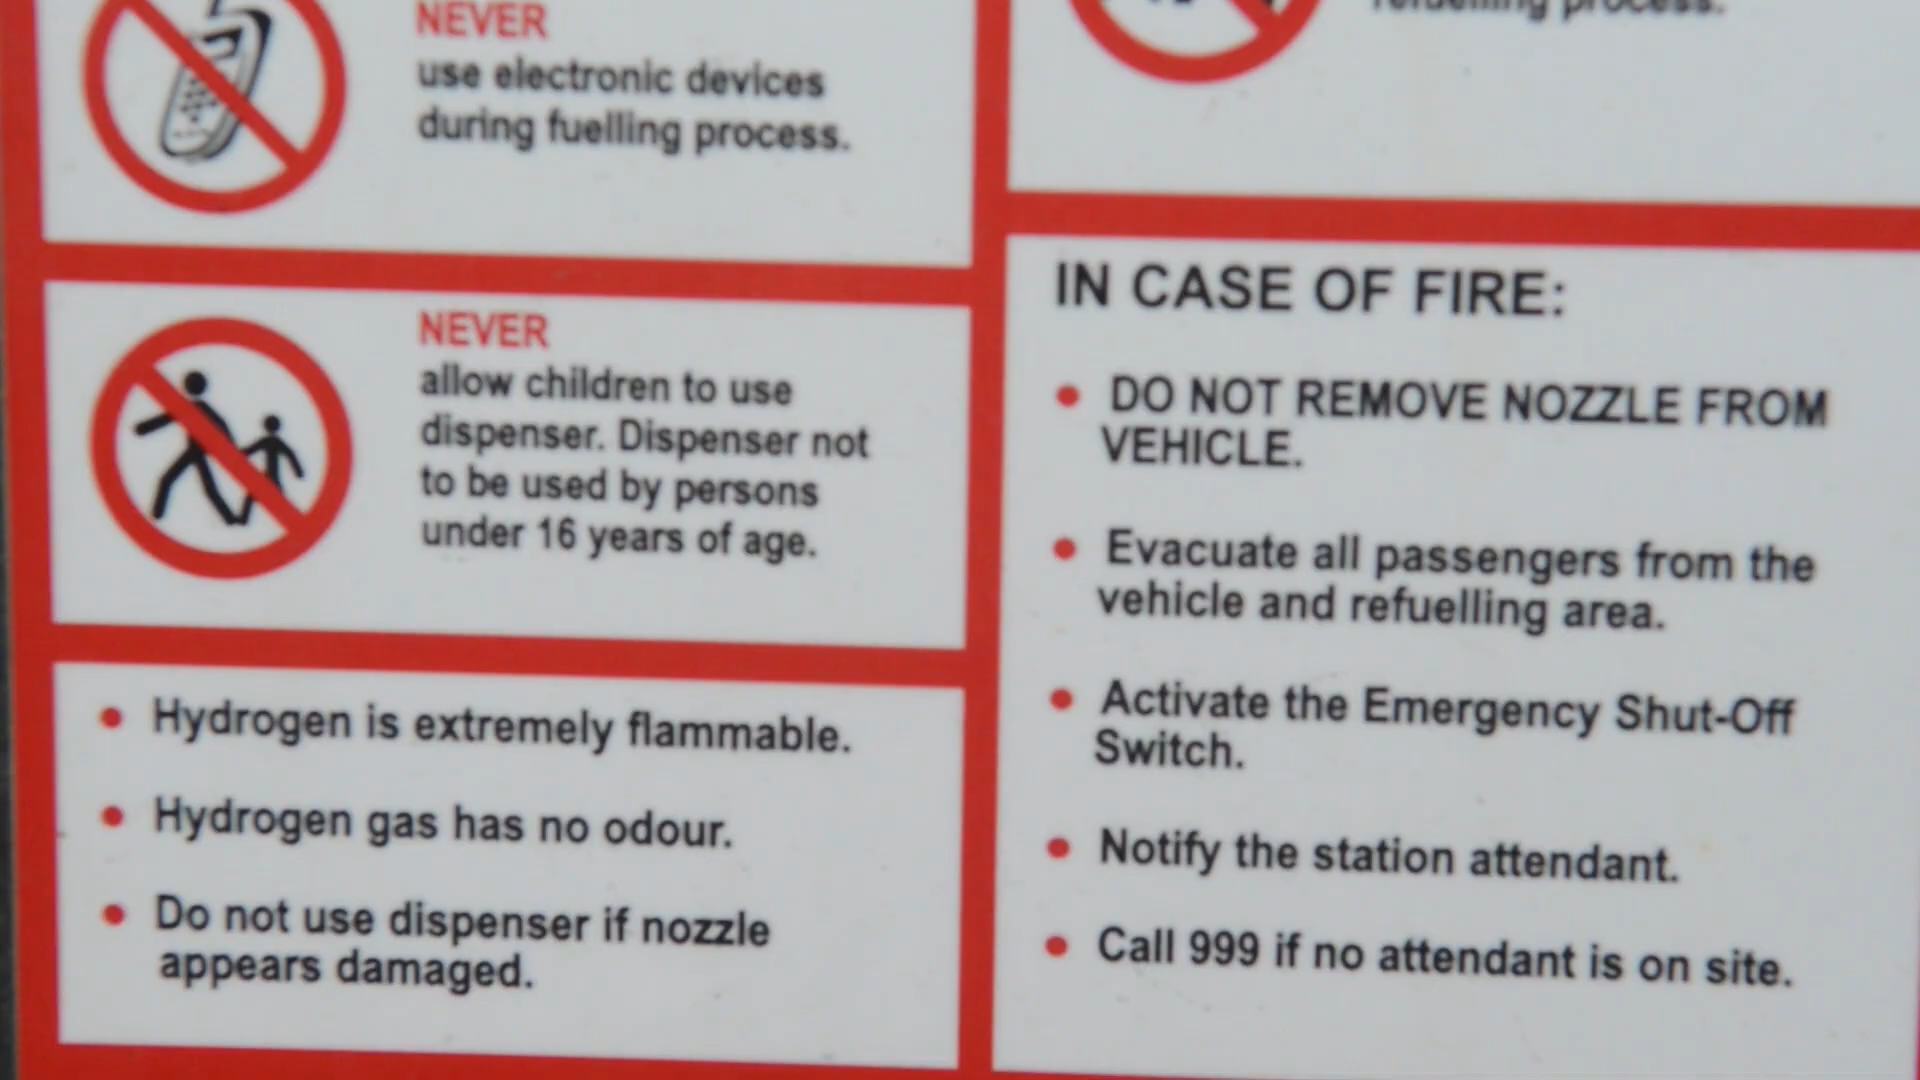 NEVER
use electronic devices
during fuelling process.
NEVER
allow children to use
dispenser. Dispenser not
to be used by persons
under 16 years of age.
• Hydrogen is extremely flammable.
• Hydrogen gas has no odour.
• Do not use dispenser if nozzle
appears damaged.
refuelling process.
IN CASE OF FIRE:
• DO NOT REMOVE NOZZLE FROM
VEHICLE.
• Evacuate all passengers from the
vehicle and refuelling area.
• Activate the Emergency Shut-Off
Switch.
• Notify the station attendant.
• Call 999 if no attendant is on site.